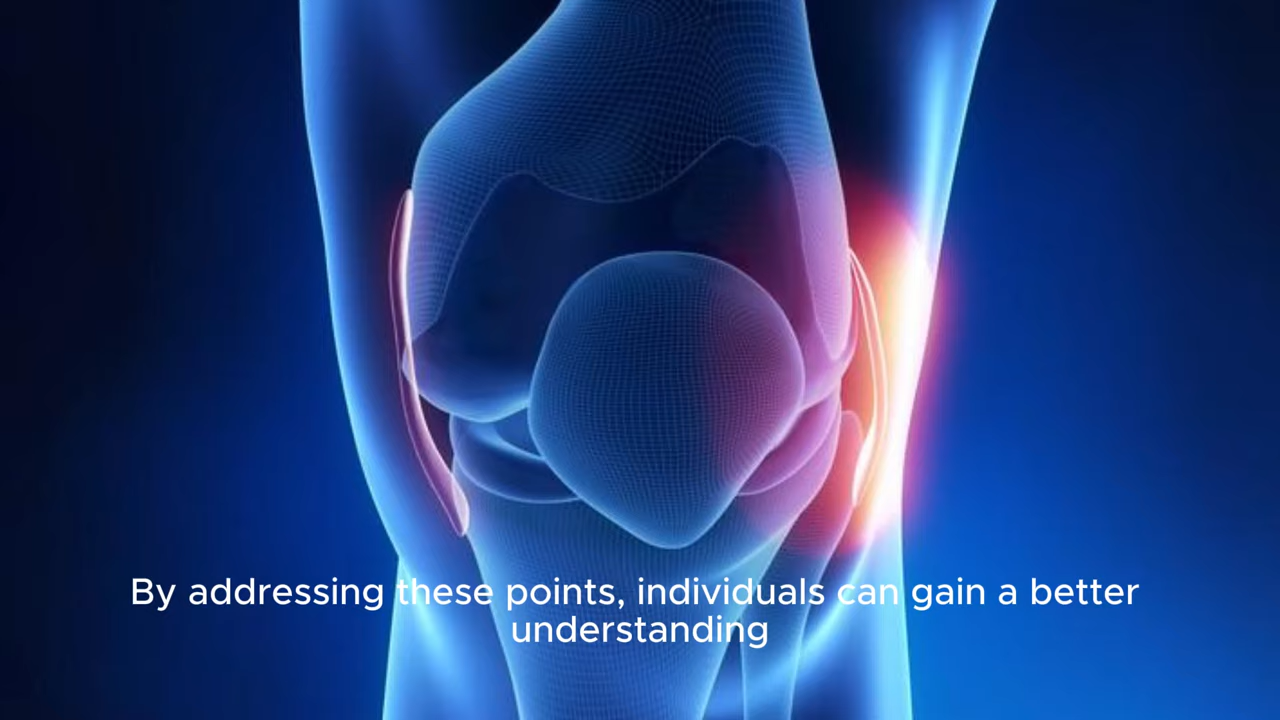 By addressing these points, individuals can gain a better
understanding